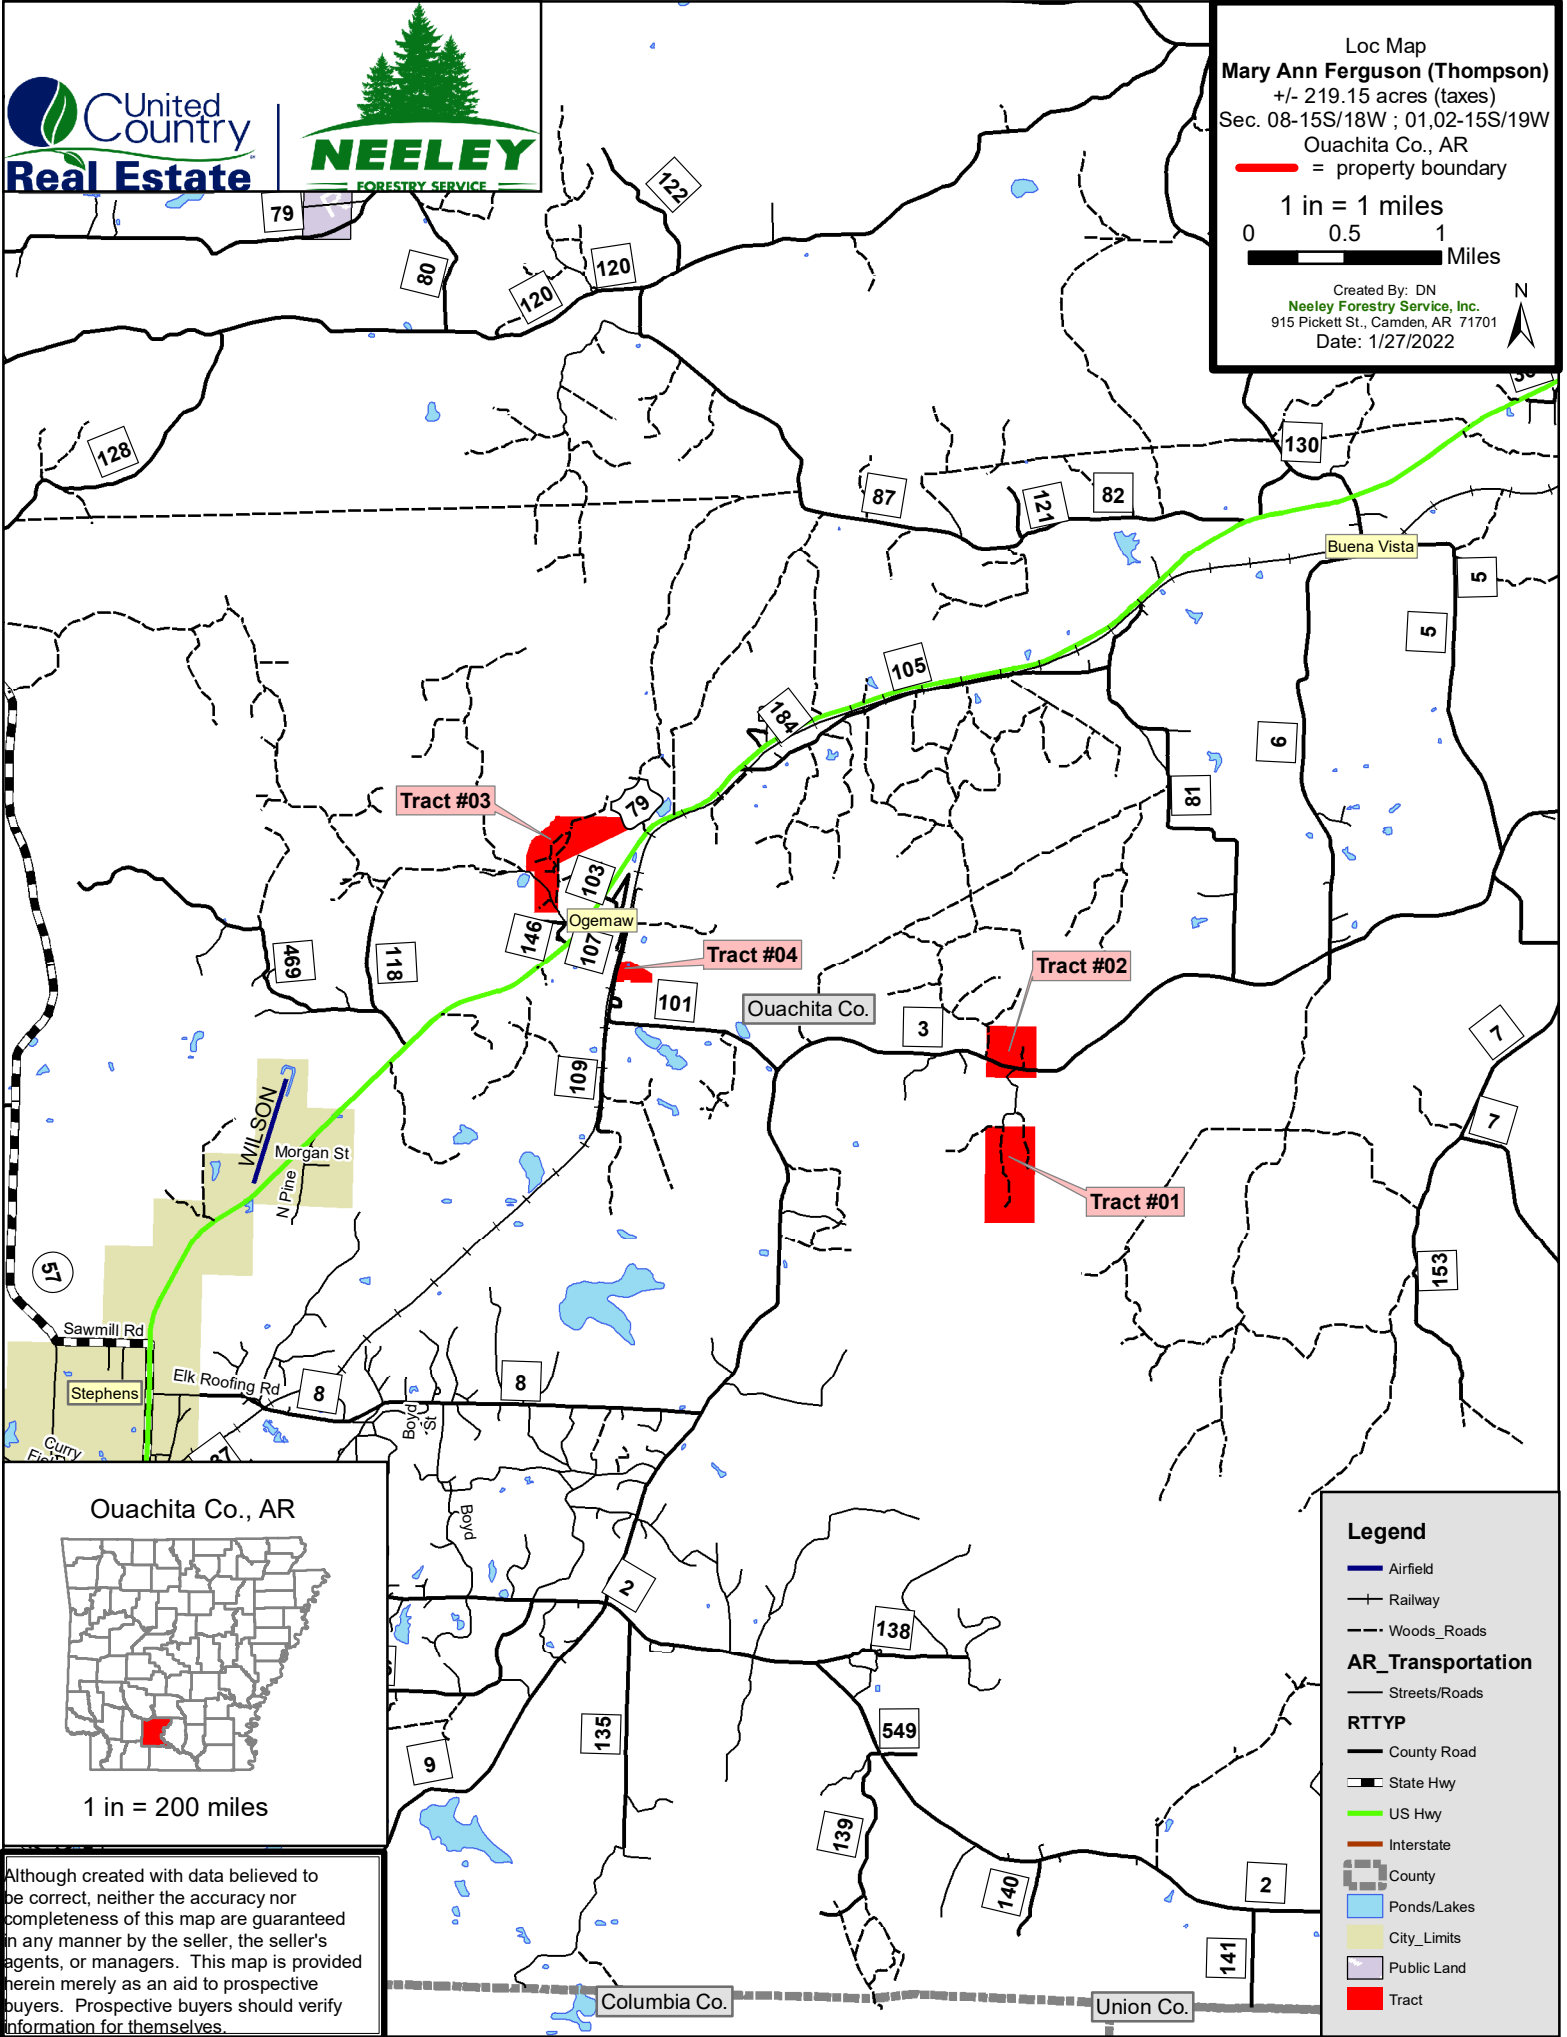 United
Country
Real Estate
NEELEY
FORESTRY SERVICE
Loc Map
Mary Ann Ferguson (Thompson)
+/- 219.15 acres (taxes)
Sec. 08-15S/18W ; 01,02-15S/19W
Ouachita Co., AR
= property boundary
1 in = 1 miles
0 0.5 1
Miles
Created By: DN
Neeley Forestry Service, Inc.
915 Pickett St., Camden, AR 71701
Date: 1/27/2022
N
79
122
80
120
120
128
130
87
121
82
Buena Vista
5
5
105
184
6
81
Tract #03
79
103
Ogemaw
146
107
469
118
Tract #04
Tract #02
101
Ouachita Co.
3
7
109
7
WILSON
Morgan St
N Pine
Tract #01
57
153
Sawmill Rd
Elk Roofing Rd
Stephens
8
8
Boyd
St
Curry
Boyd
2
138
135
549
9
139
140
2
141
Columbia Co.
Union Co.
Ouachita Co., AR
1 in = 200 miles
Although created with data believed to
be correct, neither the accuracy nor
completeness of this map are guaranteed
in any manner by the seller, the seller's
agents, or managers. This map is provided
herein merely as an aid to prospective
buyers. Prospective buyers should verify
information for themselves.
Legend
Airfield
Railway
Woods_Roads
AR_Transportation
Streets/Roads
RTTYP
County Road
State Hwy
US Hwy
Interstate
County
Ponds/Lakes
City_Limits
Public Land
Tract